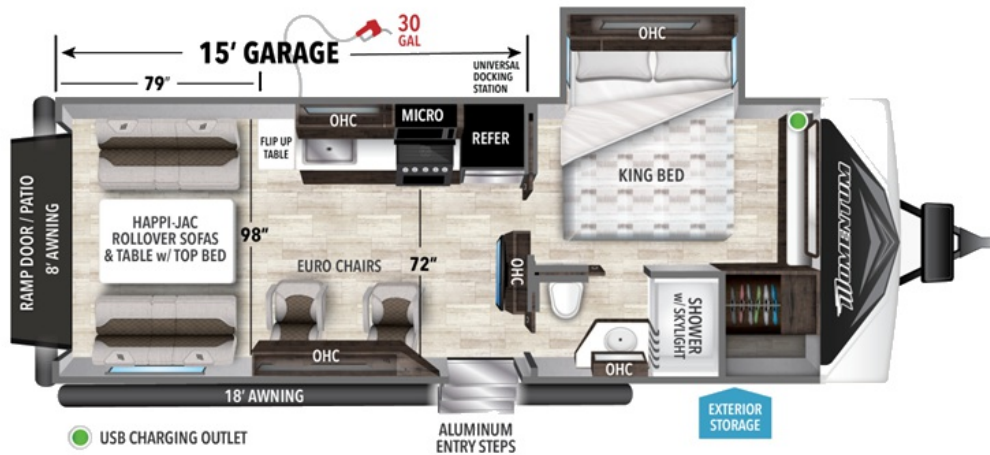 30
GAL
15' GARAGE
79"
UNIVERSAL
DOCKING
STATION
OHC
OHC
MICRO
REFER
FLIP UP
TABLE
KING BED
RAMP DOOR / PATIO
8' AWNING
HAPPI-JAC
ROLLOVER SOFAS
& TABLE w/ TOP BED
98"
EURO CHAIRS
72"
OHC
MOMENTUM
SHOWER
w/ SKYLIGHT
OHC
OHC
18' AWNING
EXTERIOR
STORAGE
USB CHARGING OUTLET
ALUMINUM
ENTRY STEPS